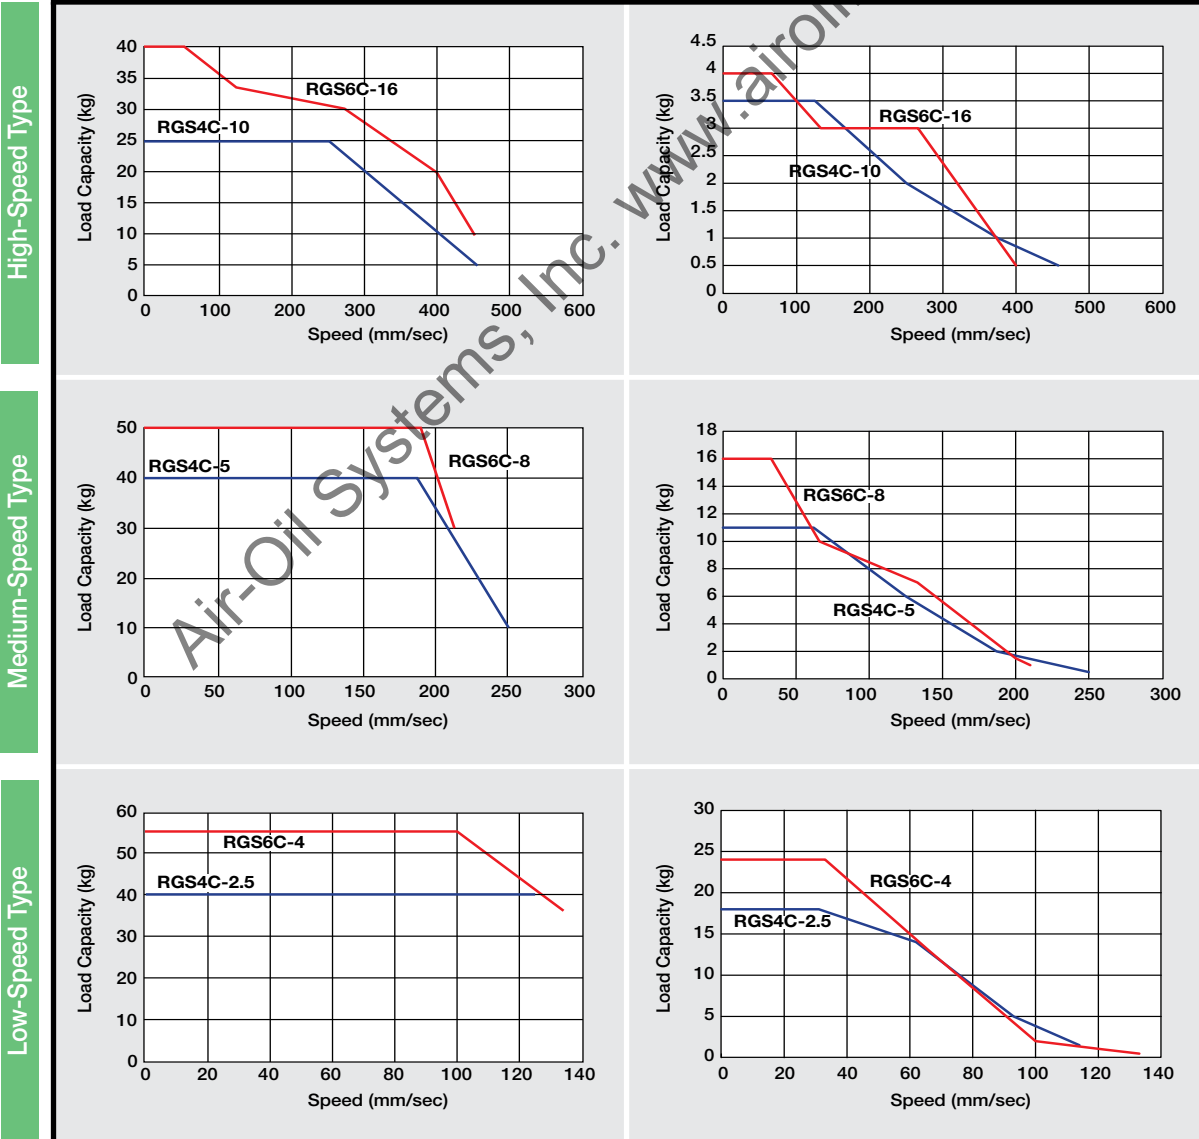 High-Speed Type
Load Capacity (kg)
40
35
30
25
20
15
10
5
0
RGS6C-16
RGS4C-10
0 100 200 300 400 500 600
Speed (mm/sec)
Load Capacity (kg)
4.5
4
3.5
3
2.5
2
1.5
1
0.5
0
RGS6C-16
RGS4C-10
0 100 200 300 400 500 600
Speed (mm/sec)
Medium-Speed Type
Load Capacity (kg)
50
40
30
20
10
0
RGS4C-5
RGS6C-8
0 50 100 150 200 250 300
Speed (mm/sec)
Load Capacity (kg)
18
16
14
12
10
8
6
4
2
0
RGS6C-8
RGS4C-5
0 50 100 150 200 250 300
Speed (mm/sec)
Low-Speed Type
Load Capacity (kg)
60
50
40
30
20
10
0
RGS6C-4
RGS4C-2.5
0 20 40 60 80 100 120 140
Speed (mm/sec)
Load Capacity (kg)
30
25
20
15
10
5
0
RGS6C-4
RGS4C-2.5
0 20 40 60 80 100 120 140
Speed (mm/sec)
Air-Oil Systems, Inc.